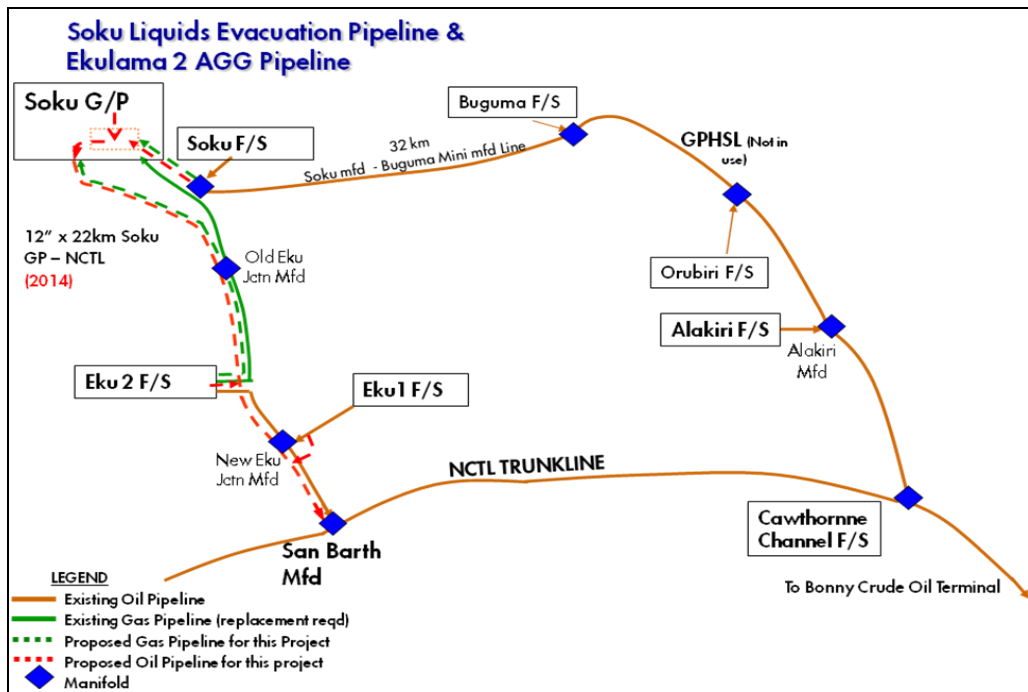 Soku Liquids Evacuation Pipeline &
Ekulama 2 AGG Pipeline
Soku G/P
Soku F/S
Buguma F/S
32 km
Soku mfd - Buguma Mini mfd Line
GPHSL (Not in
use)
12" x 22km Soku
GP – NCTL
(2014)
Old Eku
Jctn Mfd
Orubiri F/S
Alakiri F/S
Alakiri
Mfd
Eku 2 F/S
Eku1 F/S
New Eku
Jctn Mfd
NCTL TRUNKLINE
San Barth
Mfd
Cawthornne
Channel F/S
To Bonny Crude Oil Terminal
LEGEND
Existing Oil Pipeline
Existing Gas Pipeline (replacement reqd)
Proposed Gas Pipeline for this Project
Proposed Oil Pipeline for this project
Manifold